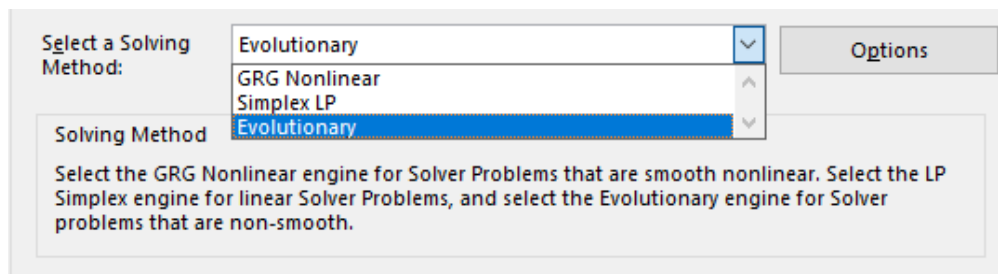 Select a Solving
Method:
Evolutionary
Options
GRG Nonlinear
Simplex LP
Evolutionary
Solving Method
Select the GRG Nonlinear engine for Solver Problems that are smooth nonlinear. Select the LP
Simplex engine for linear Solver Problems, and select the Evolutionary engine for Solver
problems that are non-smooth.